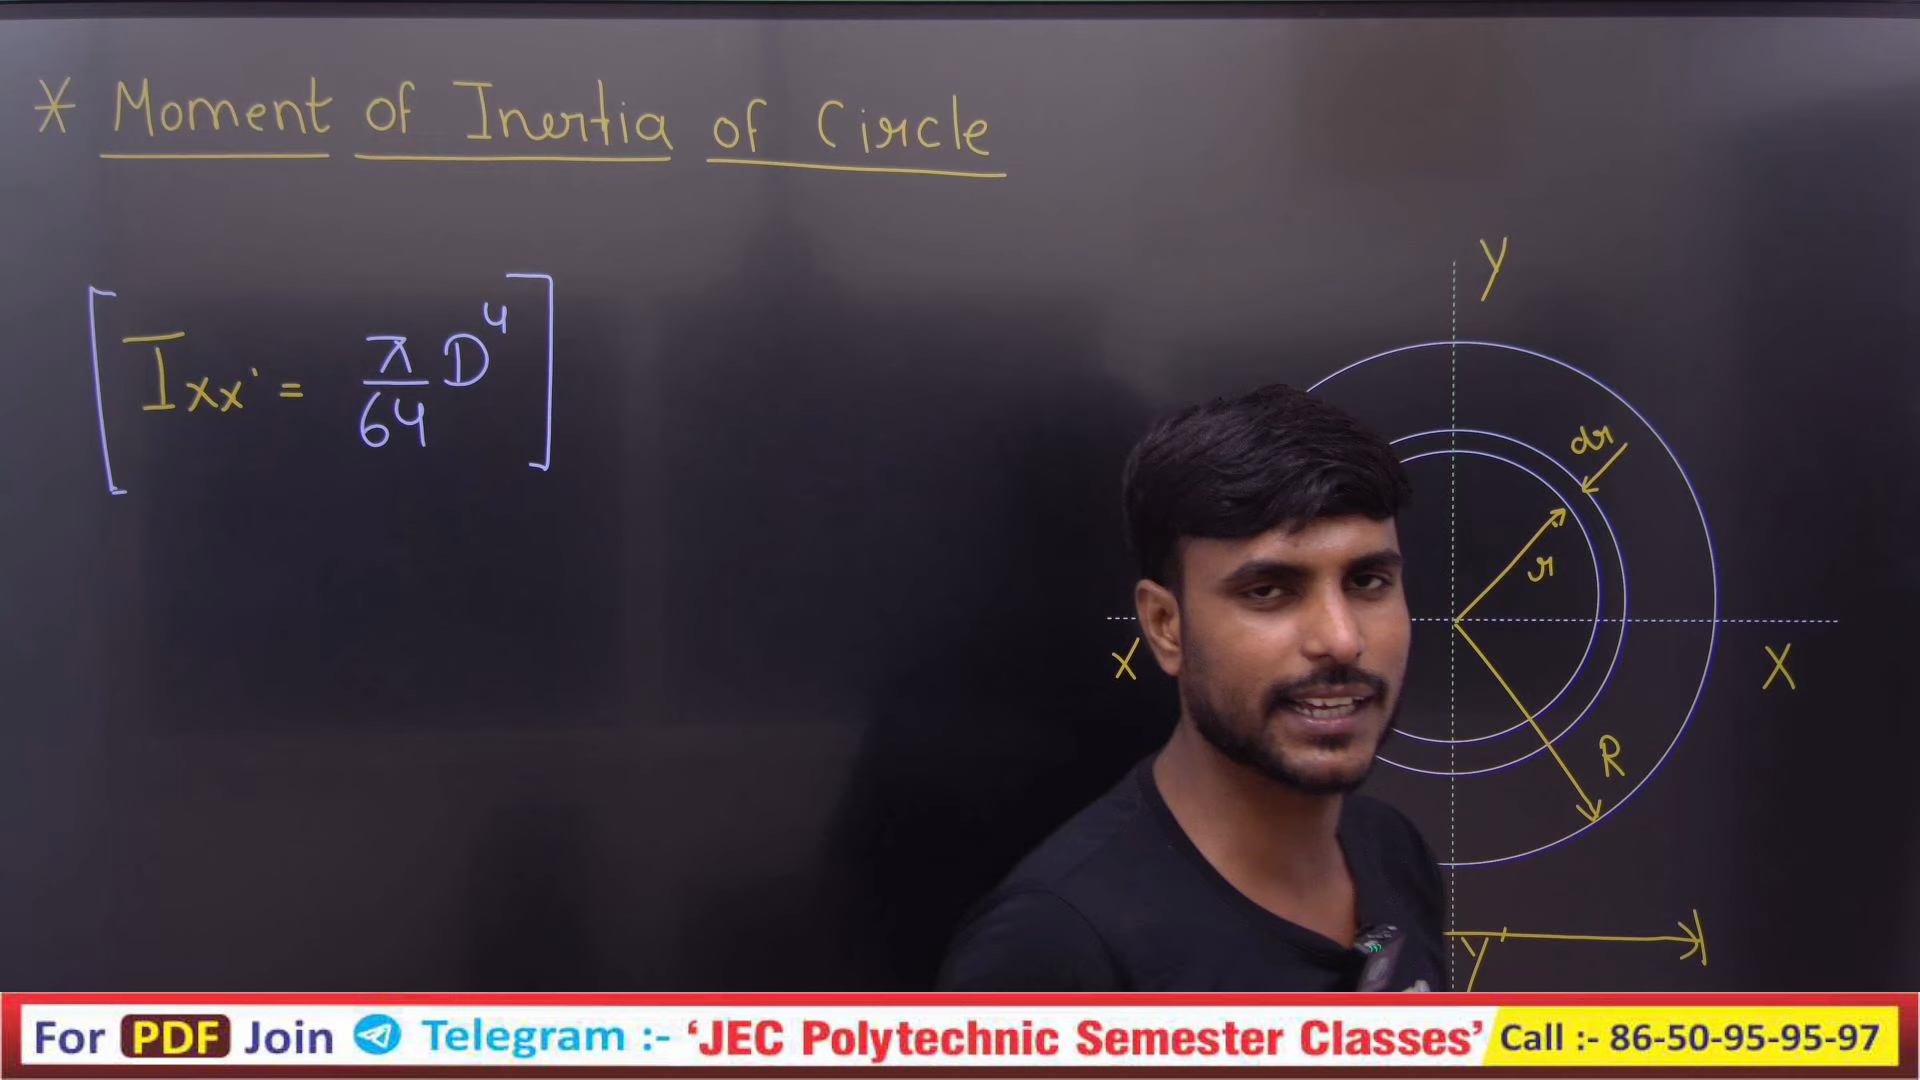 * Moment of Inertia of Circle
[Ixx' = π/64 D⁴]
y
dr
r
X
X
R
y
For PDF Join Telegram :- ‘JEC Polytechnic Semester Classes’
Call :- 86-50-95-95-97